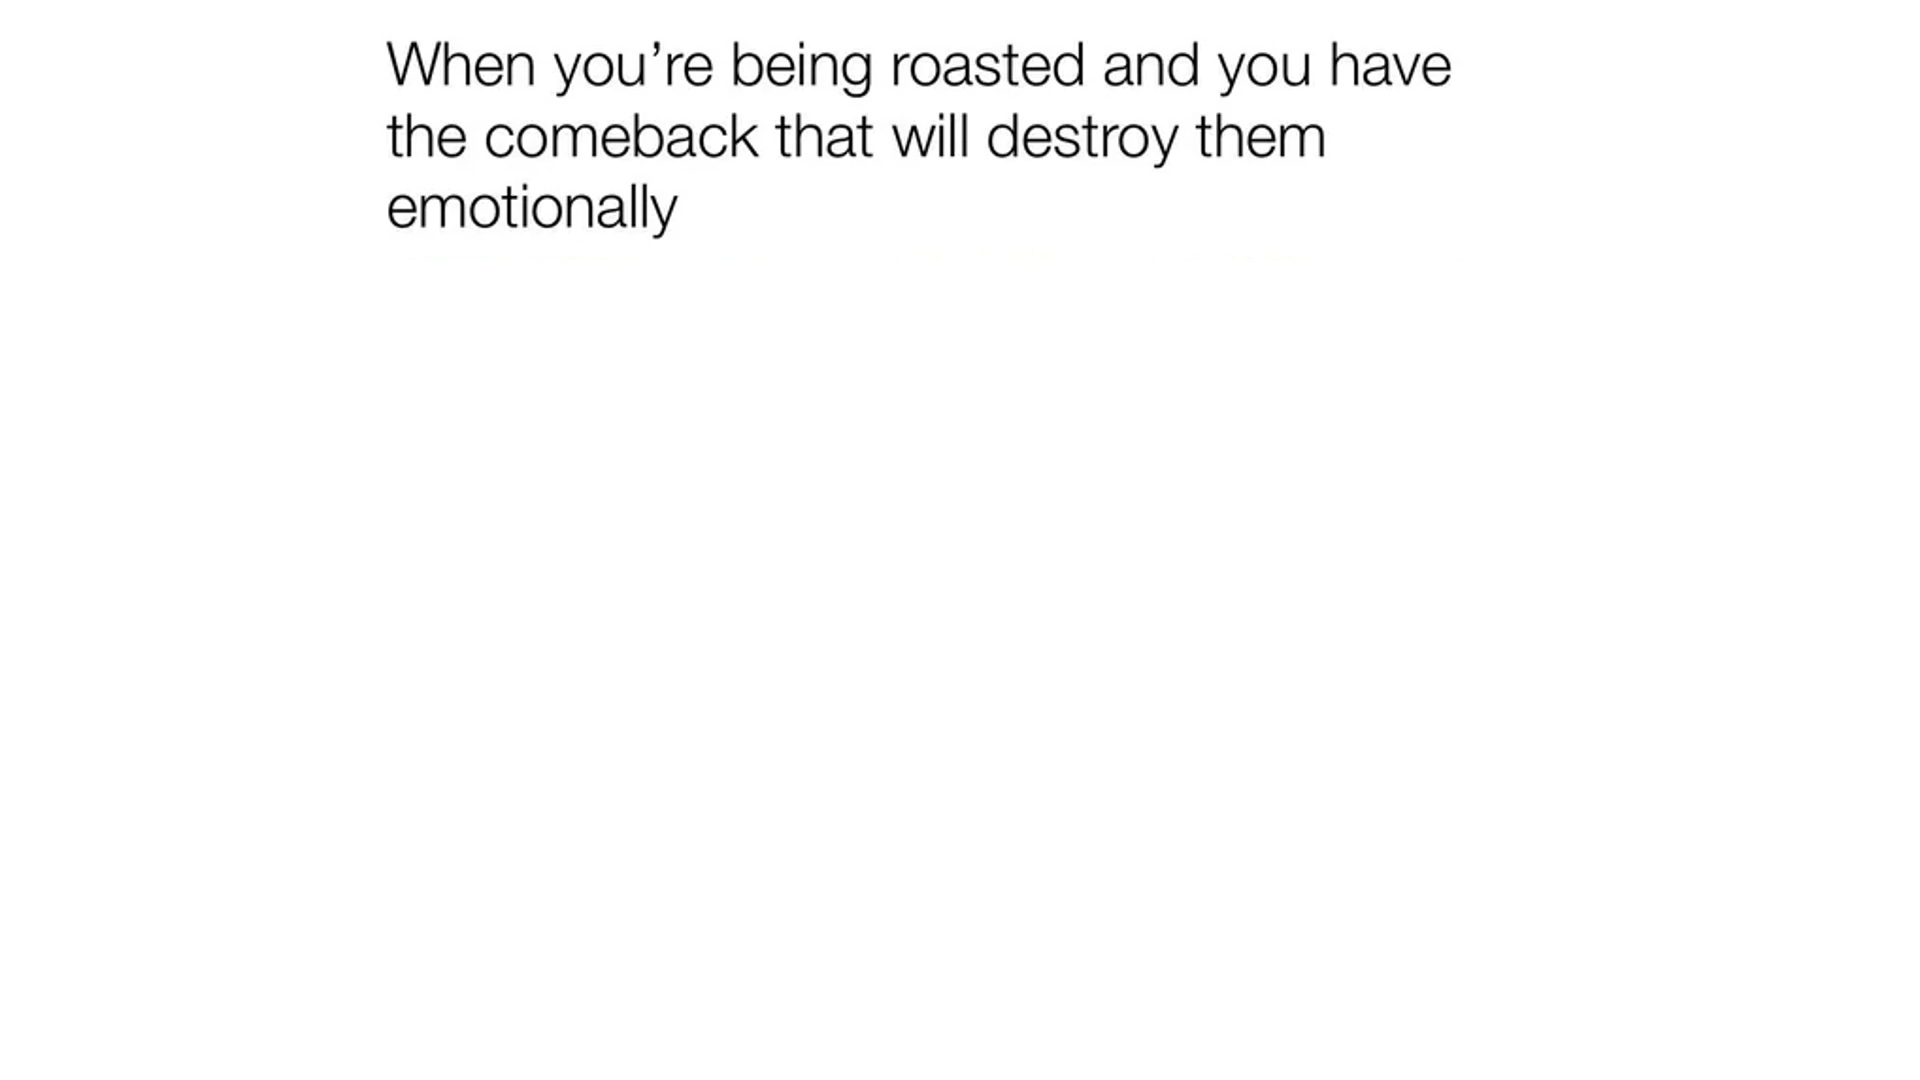 When you’re being roasted and you have
the comeback that will destroy them
emotionally